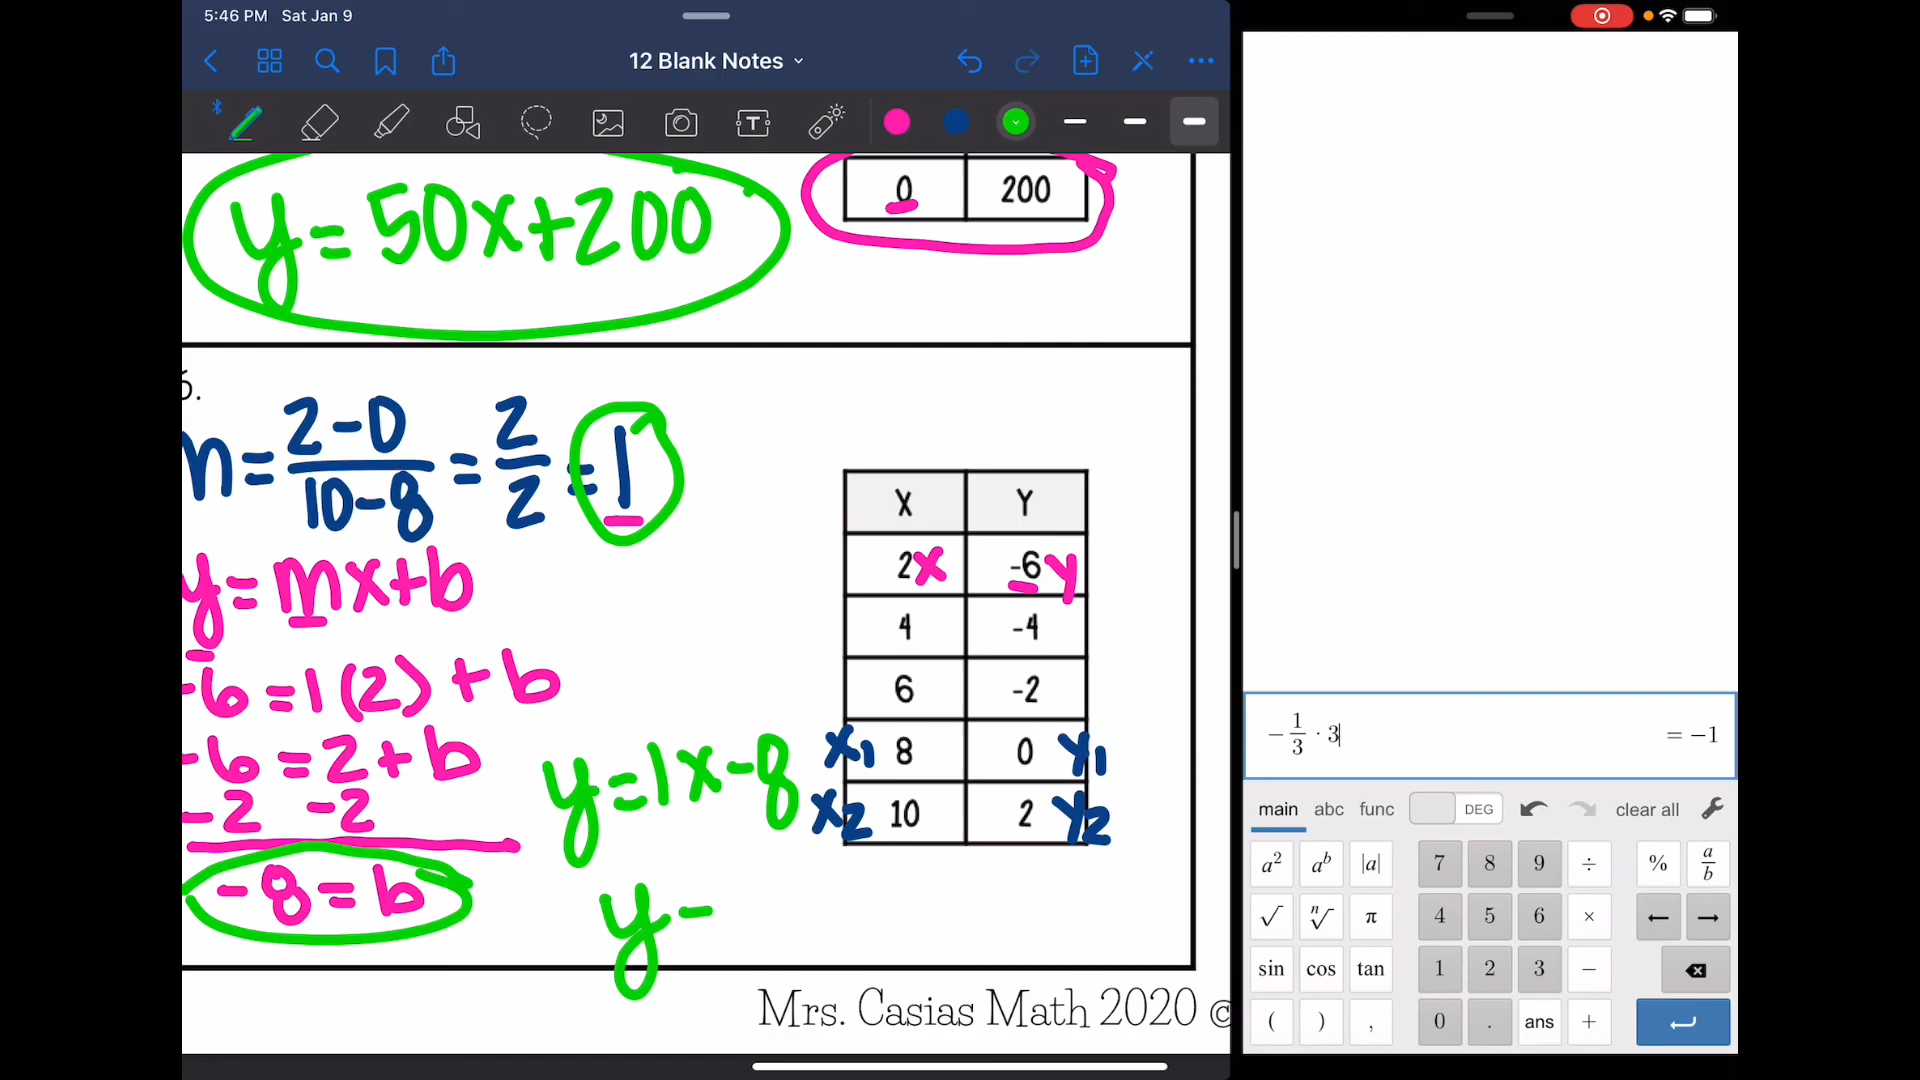 5:46 PM Sat Jan 9
12 Blank Notes
T
y = 50x+200
0 200
6.
m = 2-0 / 10-8 = 2/2 = 1
y = mx+b
-6 = 1(2) + b
-6 = 2 + b
-2 -2
-8 = b
y = 1x - 8
y -
X Y
2 x -6 y
4 -4
6 -2
x1 8 0 y1
x2 10 2 y2
Mrs. Casias Math 2020 ©
- 1/3 · 3 = -1
main abc func DEG clear all
a² aᵇ |a| 7 8 9 ÷ % a/b
√ ⁿ√ π 4 5 6 × ← →
sin cos tan 1 2 3 −
( ) , 0 . ans +